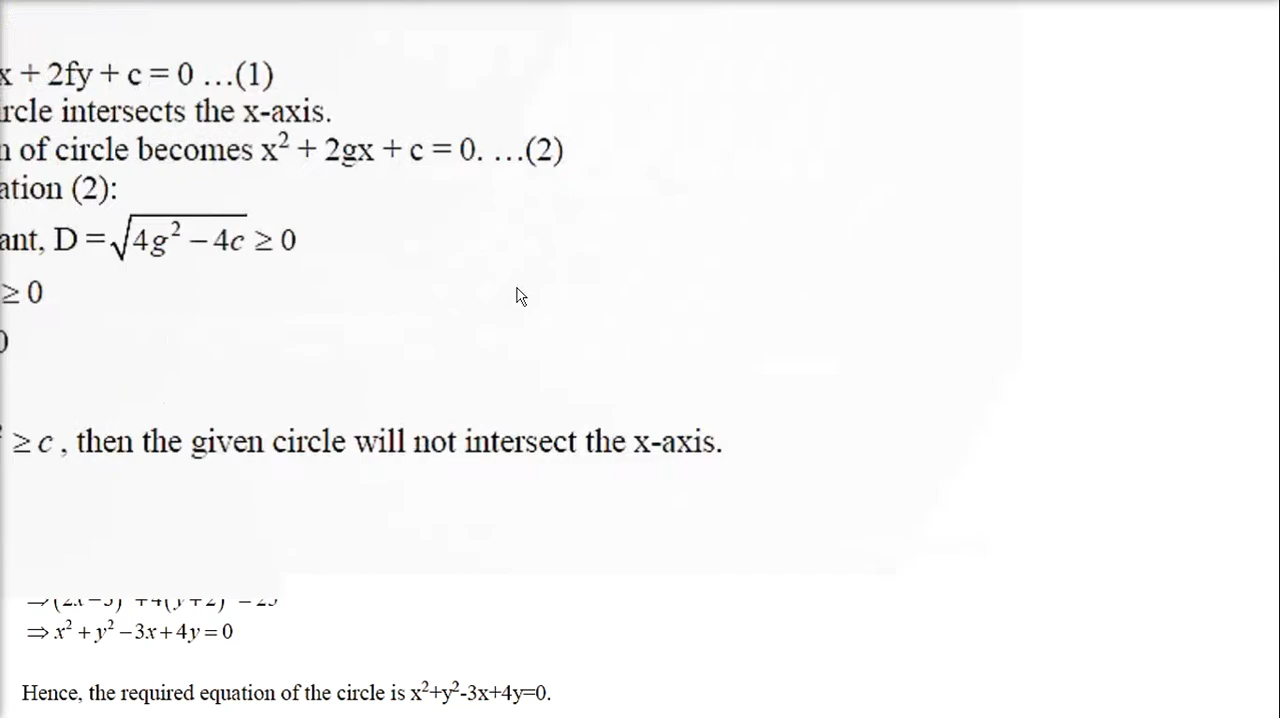 x + 2fy + c = 0 …(1)
rcle intersects the x-axis.
of circle becomes x² + 2gx + c = 0. …(2)
ation (2):
ant, D = √4g² − 4c ≥ 0
≥ 0
≥ c , then the given circle will not intersect the x-axis.
⇒ x² + y² − 3x + 4y = 0
Hence, the required equation of the circle is x²+y²-3x+4y=0.